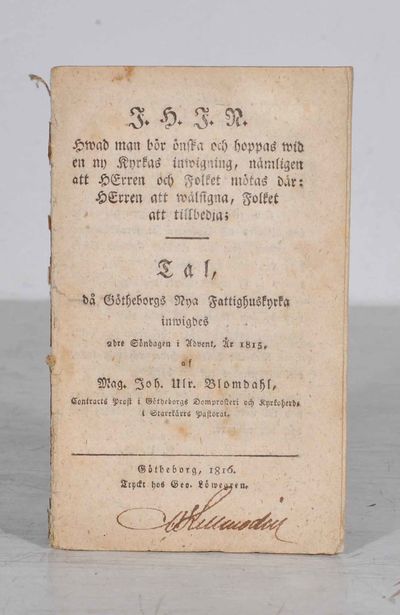 J. H. J. N.
Hwad man bör önska och hoppas wid
en ny Kyrkas inwigning, nämligen
att HErren och Folket mötas där:
HErren att wälsigna, Folket
att tillbedja;
Tal,
då Götheborgs Nya Fattighuskyrka
inwigdes
2dre Söndagen i Advent, År 1815,
af
Mag. Joh. Ulr. Blomdahl,
Contracts Prost i Götheborgs Domprosteri och Kyrkoherde
i Starrkärrs Pastorat.
Götheborg, 1816.
Tryckt hos Geo. Löwegren.